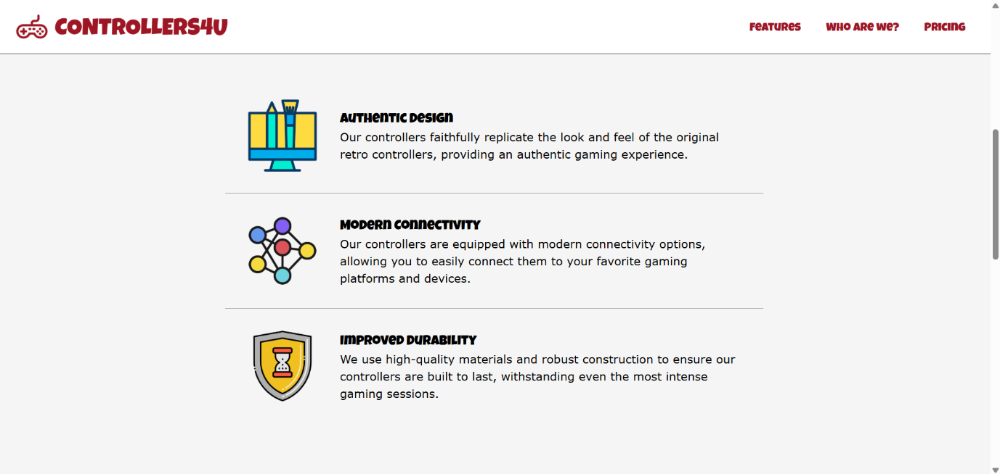 CONTROLLERS4U
FEATURES
WHO ARE WE?
PRICING
Authentic Design
Our controllers faithfully replicate the look and feel of the original
retro controllers, providing an authentic gaming experience.
Modern Connectivity
Our controllers are equipped with modern connectivity options,
allowing you to easily connect them to your favorite gaming
platforms and devices.
Improved Durability
We use high-quality materials and robust construction to ensure our
controllers are built to last, withstanding even the most intense
gaming sessions.